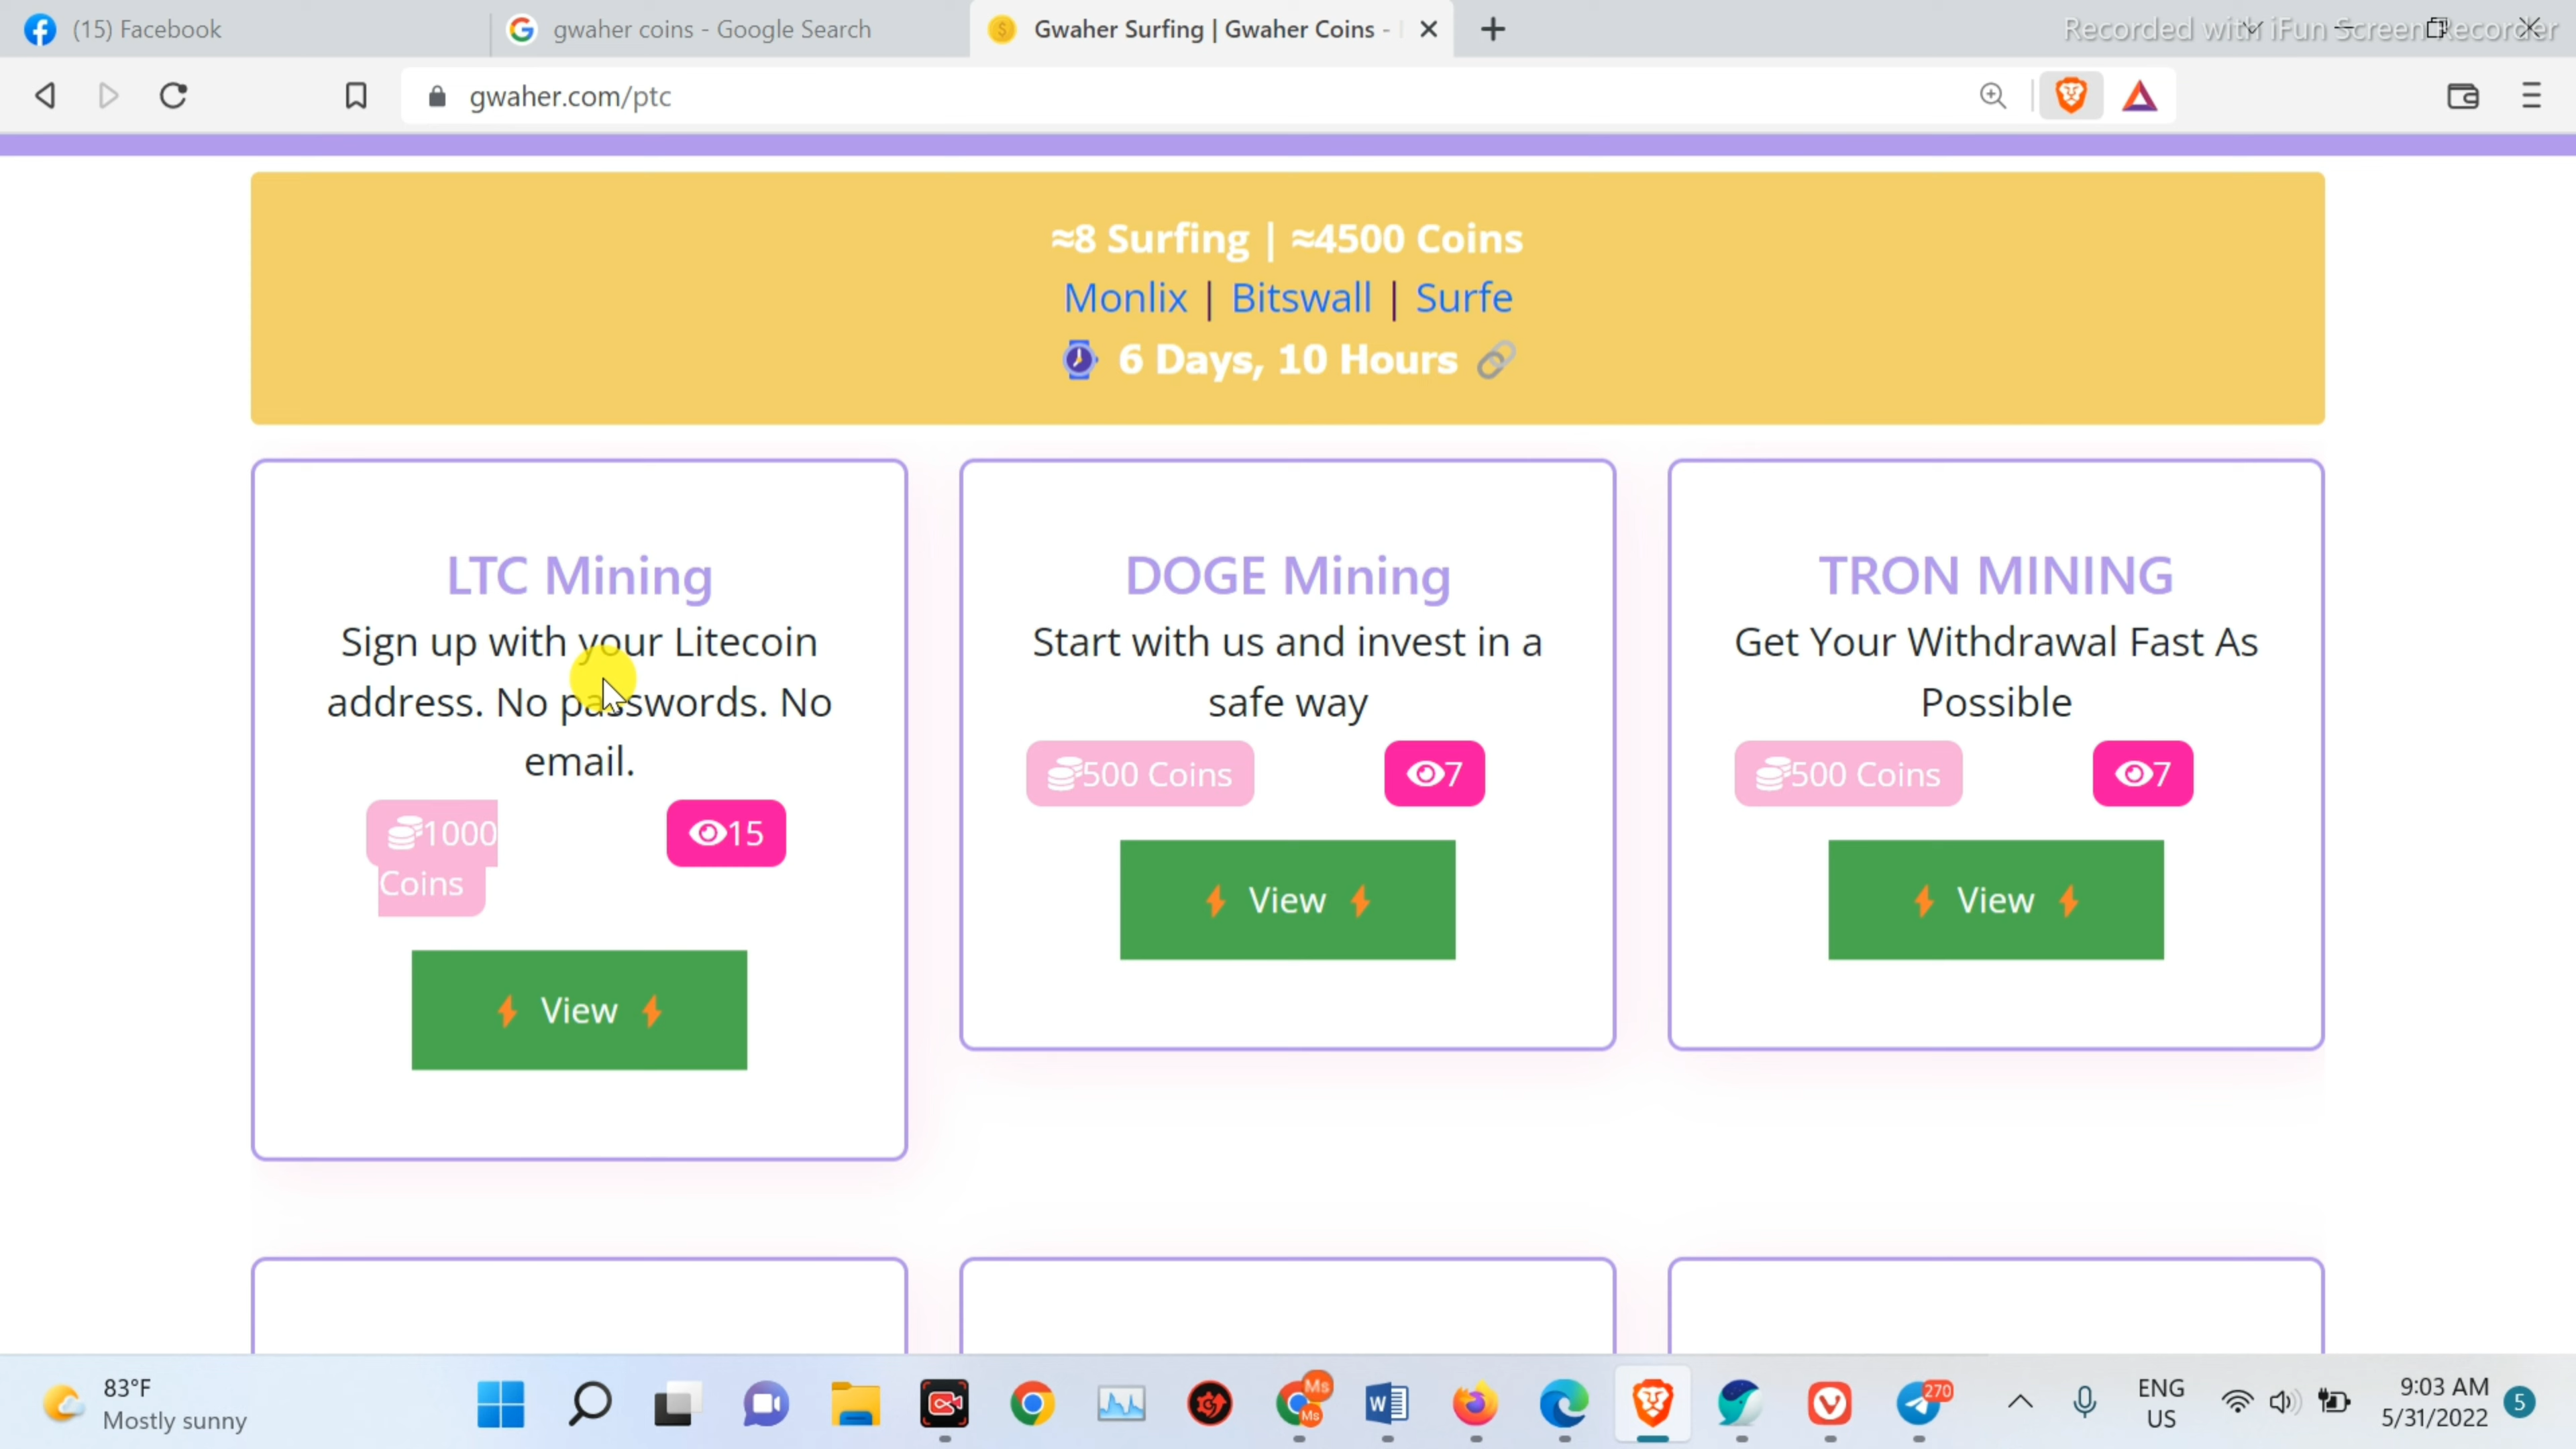 (15) Facebook
gwaher coins - Google Search
Gwaher Surfing | Gwaher Coins -
Recorded with iFun Screen Recorder
gwaher.com/ptc
≈8 Surfing | ≈4500 Coins
Monlix | Bitswall | Surfe
6 Days, 10 Hours
LTC Mining
Sign up with your Litecoin
address. No passwords. No
email.
1000
Coins
15
View
DOGE Mining
Start with us and invest in a
safe way
500 Coins
7
View
TRON MINING
Get Your Withdrawal Fast As
Possible
500 Coins
7
View
83°F
Mostly sunny
Ms
Ms
270
ENG
US
9:03 AM
5/31/2022
5